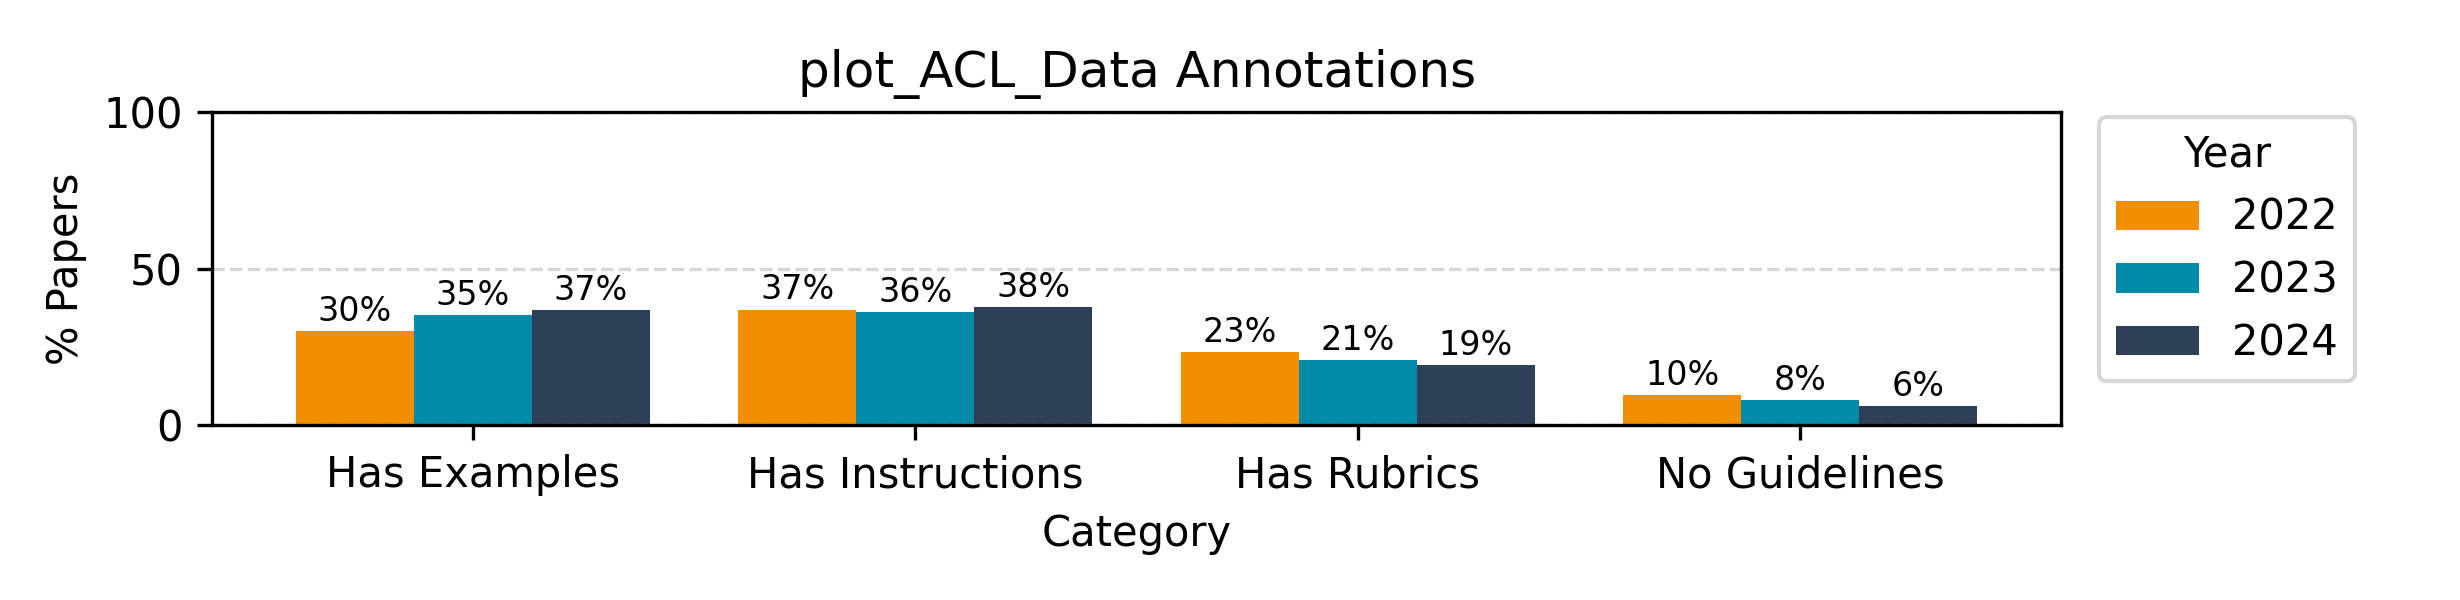 plot_ACL_Data Annotations
100
50
0
% Papers
30%
35%
37%
37%
36%
38%
23%
21%
19%
10%
8%
6%
Has Examples
Has Instructions
Has Rubrics
No Guidelines
Category
Year
2022
2023
2024